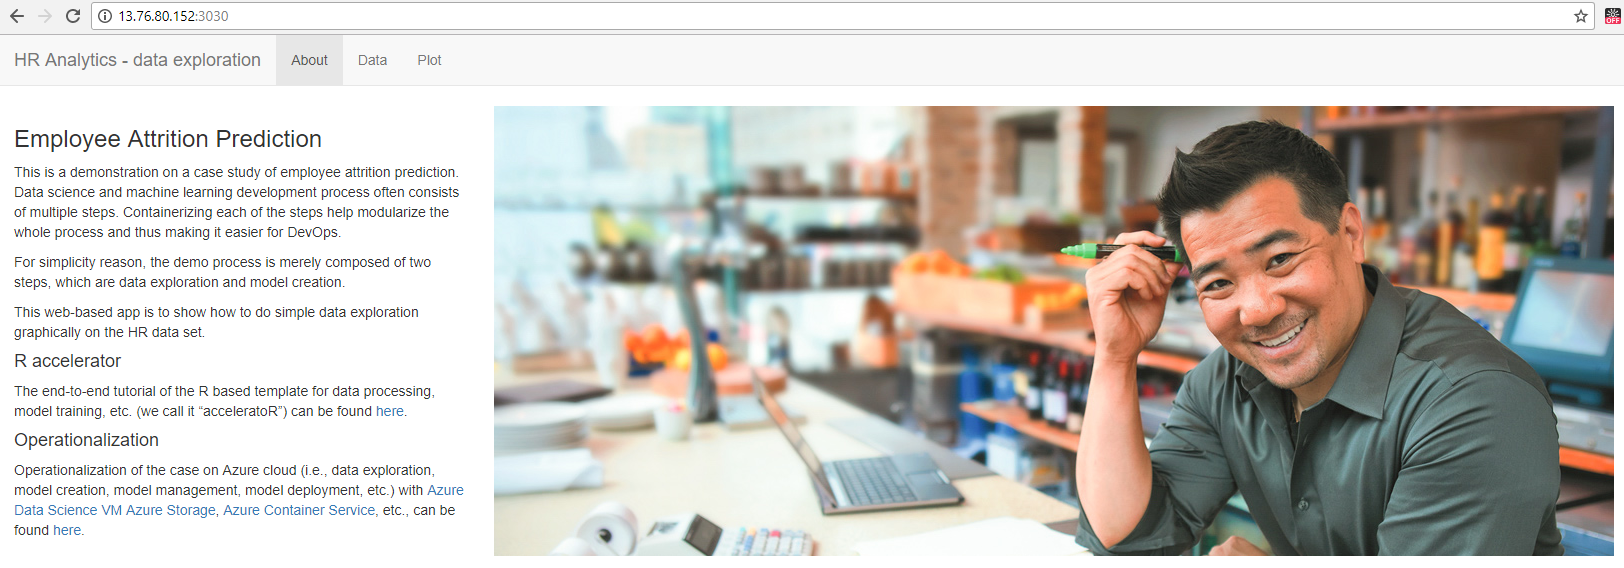 13.76.80.152:3030
OFF
HR Analytics - data exploration About Data Plot
Employee Attrition Prediction
This is a demonstration on a case study of employee attrition prediction.
Data science and machine learning development process often consists
of multiple steps. Containerizing each of the steps help modularize the
whole process and thus making it easier for DevOps.
For simplicity reason, the demo process is merely composed of two
steps, which are data exploration and model creation.
This web-based app is to show how to do simple data exploration
graphically on the HR data set.
R accelerator
The end-to-end tutorial of the R based template for data processing,
model training, etc. (we call it “acceleratoR”) can be found here.
Operationalization
Operationalization of the case on Azure cloud (i.e., data exploration,
model creation, model management, model deployment, etc.) with Azure
Data Science VM Azure Storage, Azure Container Service, etc., can be
found here.